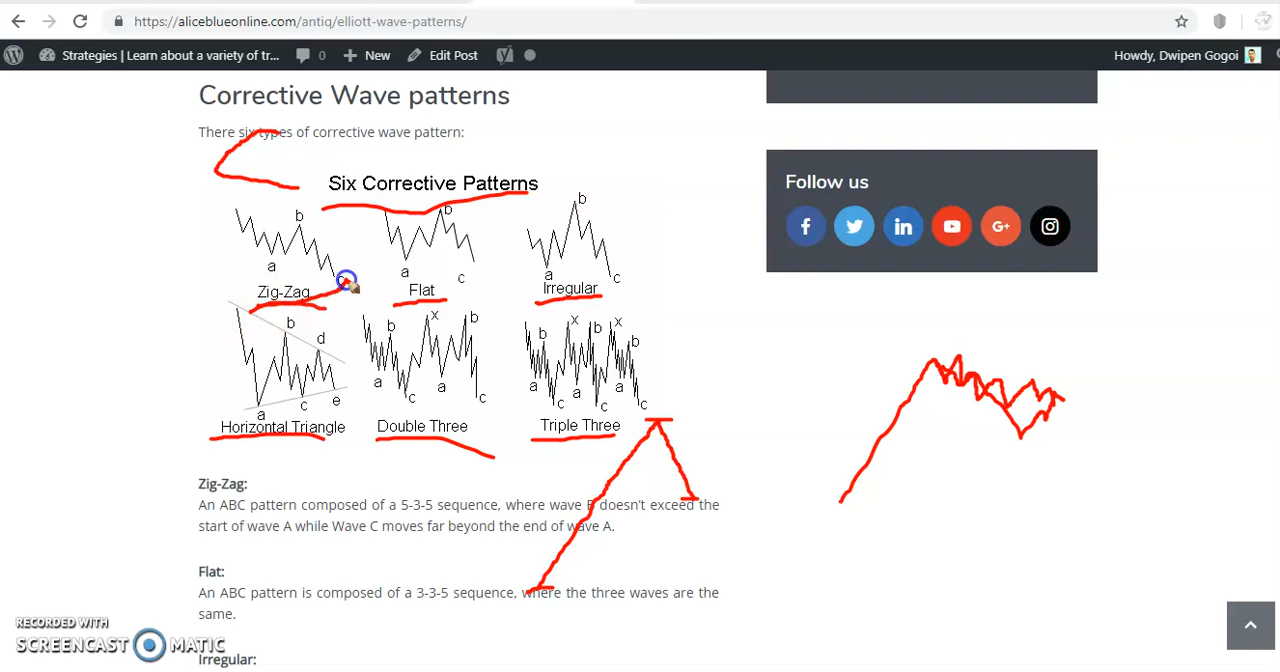 https://aliceblueonline.com/antiq/elliott-wave-patterns/
Strategies | Learn about a variety of tr... 0 New Edit Post Howdy, Dwipen Gogoi
Corrective Wave patterns
There six types of corrective wave pattern:
Six Corrective Patterns
b b b
a a a
c c c
Zig-Zag Flat Irregular
b d b x b b x b x b
a c e a c a c a c a c a c
Horizontal Triangle Double Three Triple Three
Zig-Zag:
An ABC pattern composed of a 5-3-5 sequence, where wave B doesn't exceed the
start of wave A while Wave C moves far beyond the end of wave A.
Flat:
An ABC pattern is composed of a 3-3-5 sequence, where the three waves are the
same.
Irregular:
Follow us
G+
RECORDED WITH
SCREENCAST MATIC